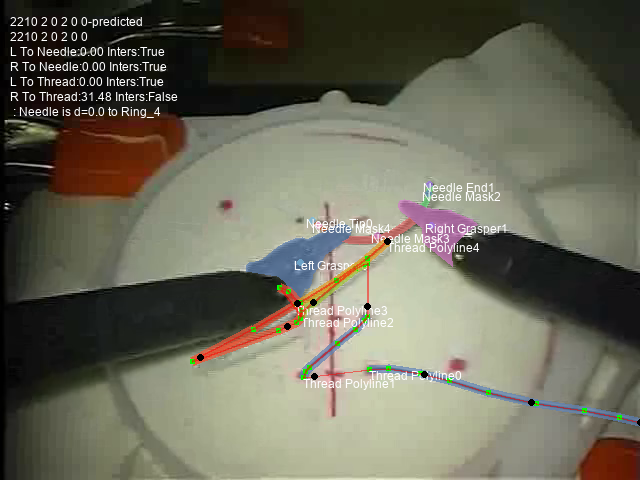 2210 2 0 2 0 0-predicted
2210 2 0 2 0 0
L To Needle:0.00 Inters:True
R To Needle:0.00 Inters:True
L To Thread:0.00 Inters:True
R To Thread:31.48 Inters:False
: Needle is d=0.0 to Ring_4
Needle End1
Needle Mask2
Needle Tip0
Needle Mask4
Right Grasper1
Needle Mask3
Thread Polyline4
Left Grasp
Thread Polyline3
Thread Polyline2
Thread Polyline0
Thread Polyline1